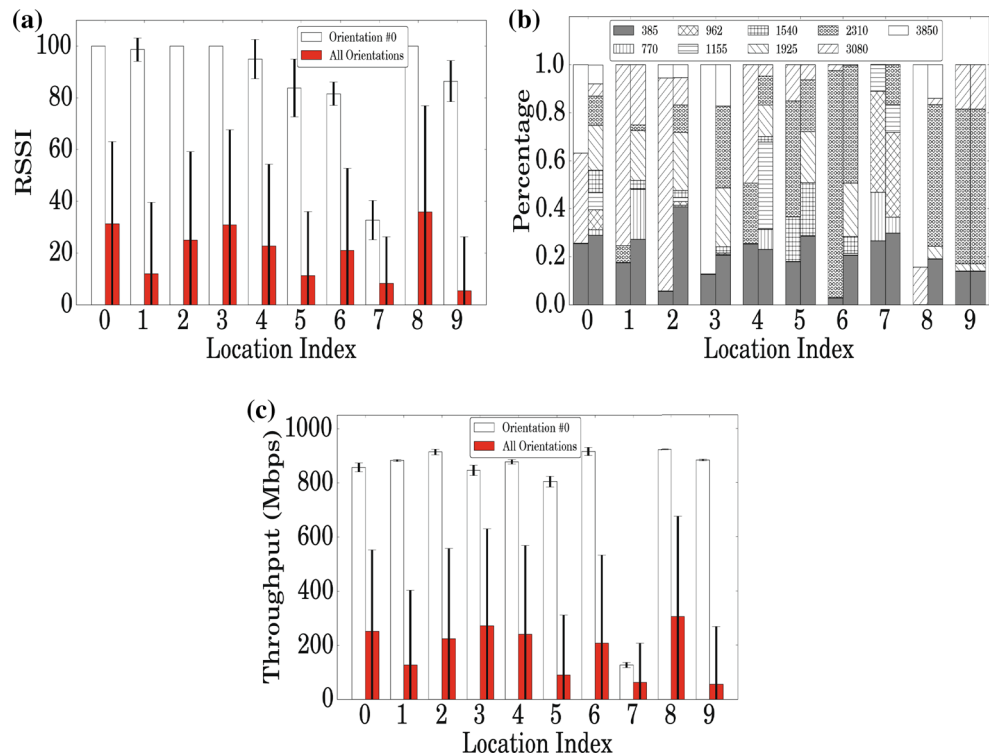 (a)
RSSI
100
80
60
40
20
0
Orientation #0
All Orientations
0 1 2 3 4 5 6 7 8 9
Location Index
(b)
385 962 1540 2310 3850
770 1155 1925 3080
Percentage
1.0
0.8
0.6
0.4
0.2
0.0
0 1 2 3 4 5 6 7 8 9
Location Index
(c)
Throughput (Mbps)
1000
800
600
400
200
0
Orientation #0
All Orientations
0 1 2 3 4 5 6 7 8 9
Location Index